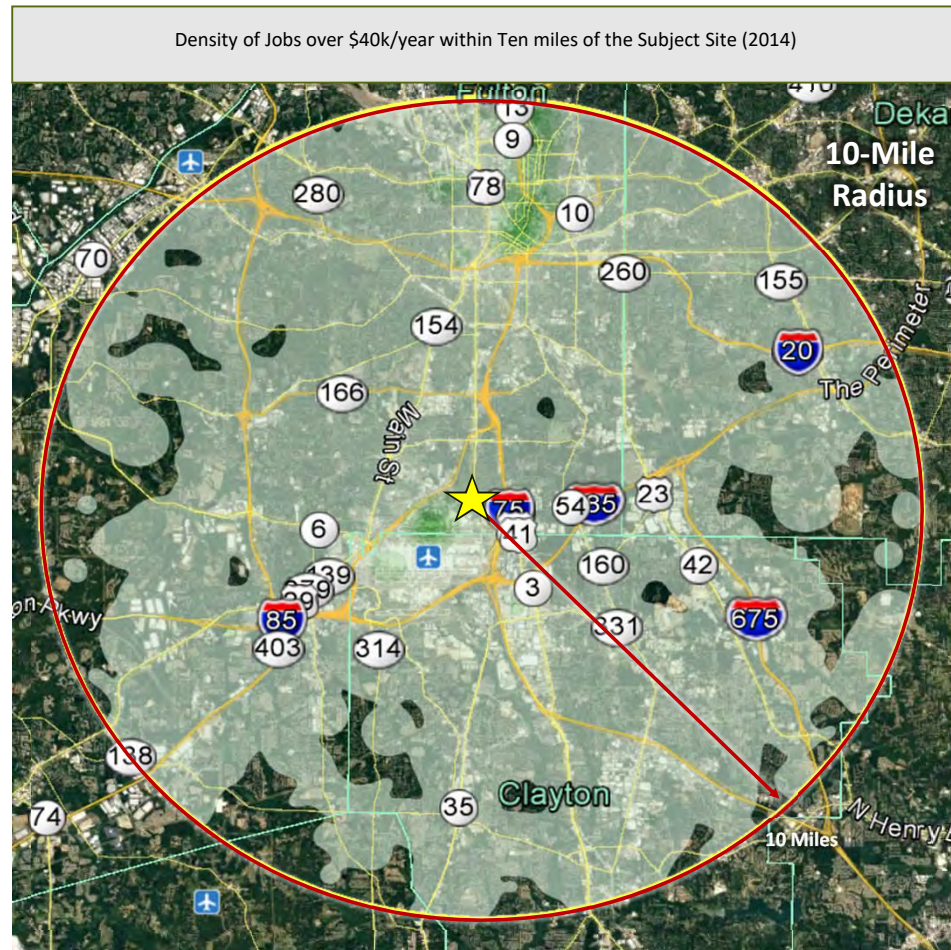 Density of Jobs over $40k/year within Ten miles of the Subject Site (2014)
Fulton
13
9
Deka
10-Mile
Radius
78
280
10
70
260
155
154
20
The Perimeter
166
Main St
75
54
23
6
41
139
160
42
3
85
675
331
403
314
138
35
Clayton
74
N Henry
10 Miles